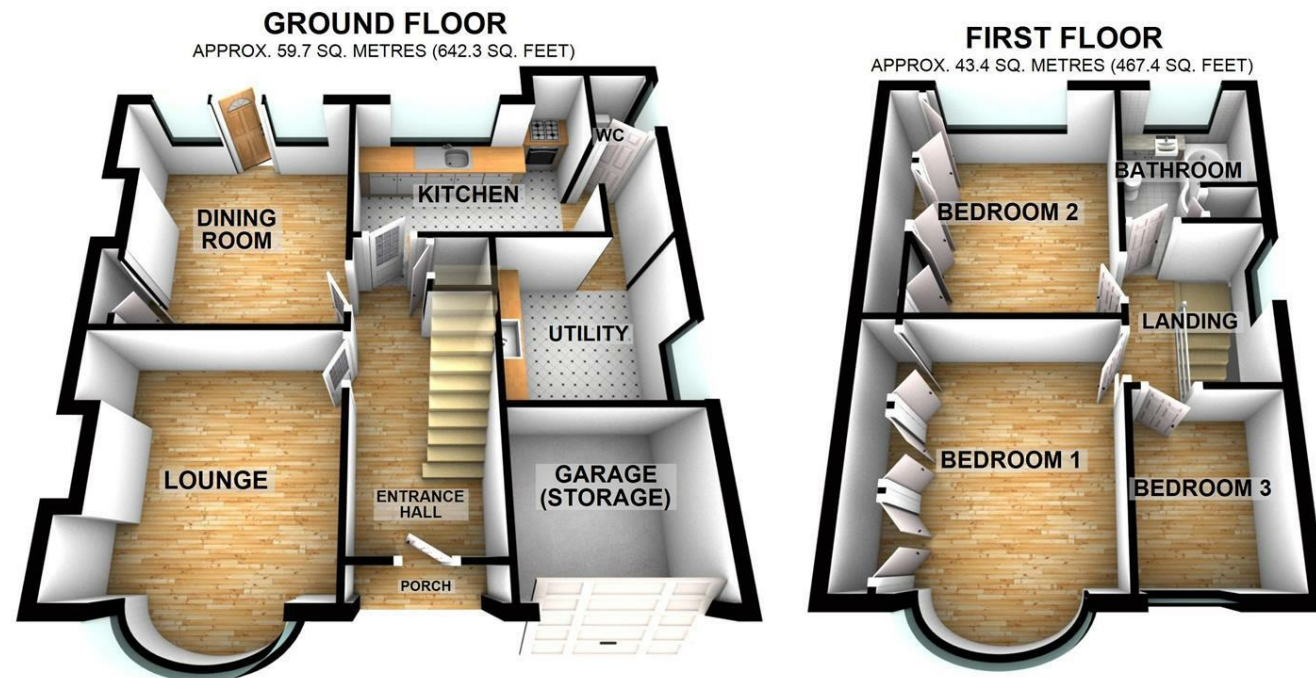 GROUND FLOOR
APPROX. 59.7 SQ. METRES (642.3 SQ. FEET)
WC
KITCHEN
DINING
ROOM
UTILITY
LOUNGE
GARAGE
(STORAGE)
ENTRANCE
HALL
PORCH
FIRST FLOOR
APPROX. 43.4 SQ. METRES (467.4 SQ. FEET)
BATHROOM
BEDROOM 2
LANDING
BEDROOM 1
BEDROOM 3